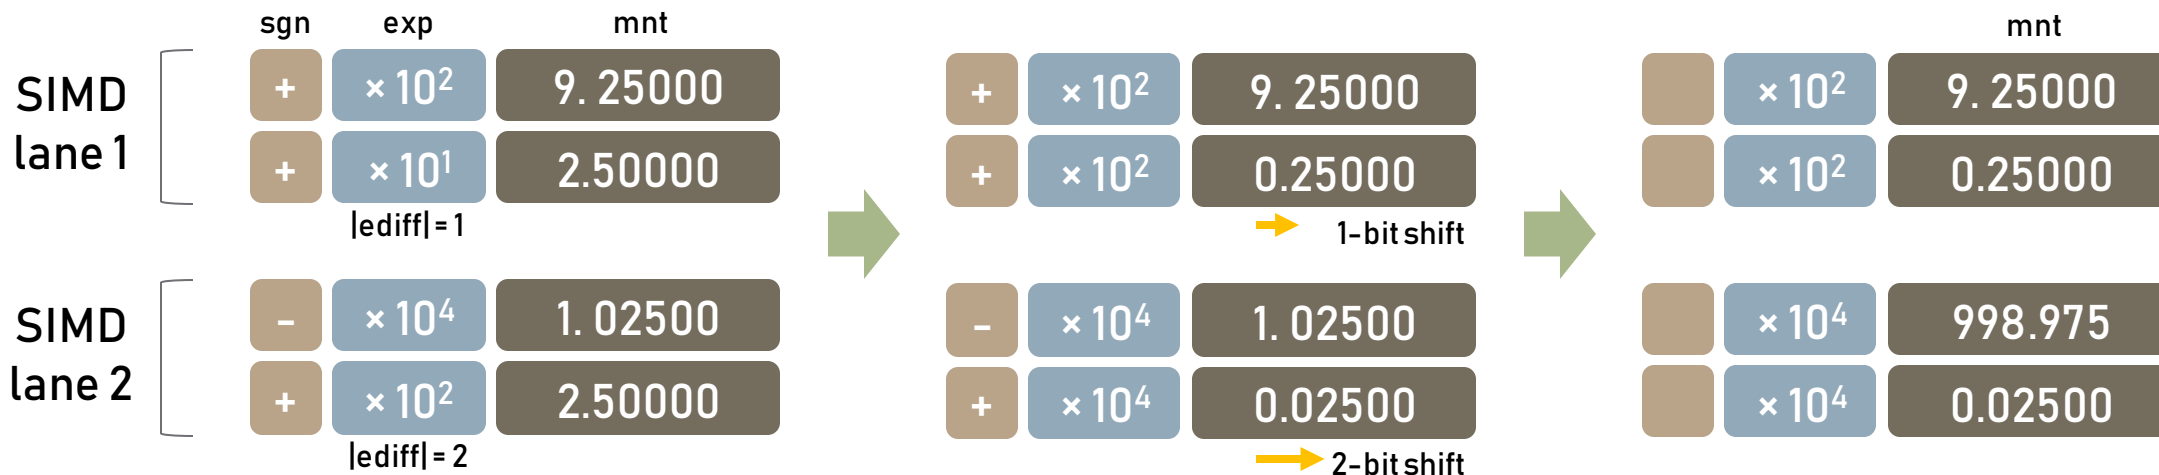 sgn exp mnt mnt
SIMD lane 1
+ × 10² 9. 25000
+ × 10¹ 2.50000
|ediff| = 1
+ × 10² 9. 25000
+ × 10² 0.25000
1-bit shift
× 10² 9. 25000
× 10² 0.25000
SIMD lane 2
- × 10⁴ 1. 02500
+ × 10² 2.50000
|ediff| = 2
- × 10⁴ 1. 02500
+ × 10⁴ 0.02500
2-bit shift
× 10⁴ 998.975
× 10⁴ 0.02500